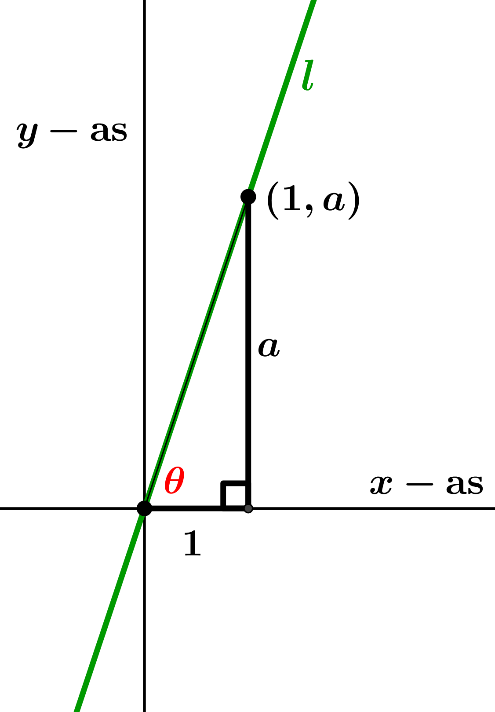 l
y − as
(1, a)
a
θ
x − as
1